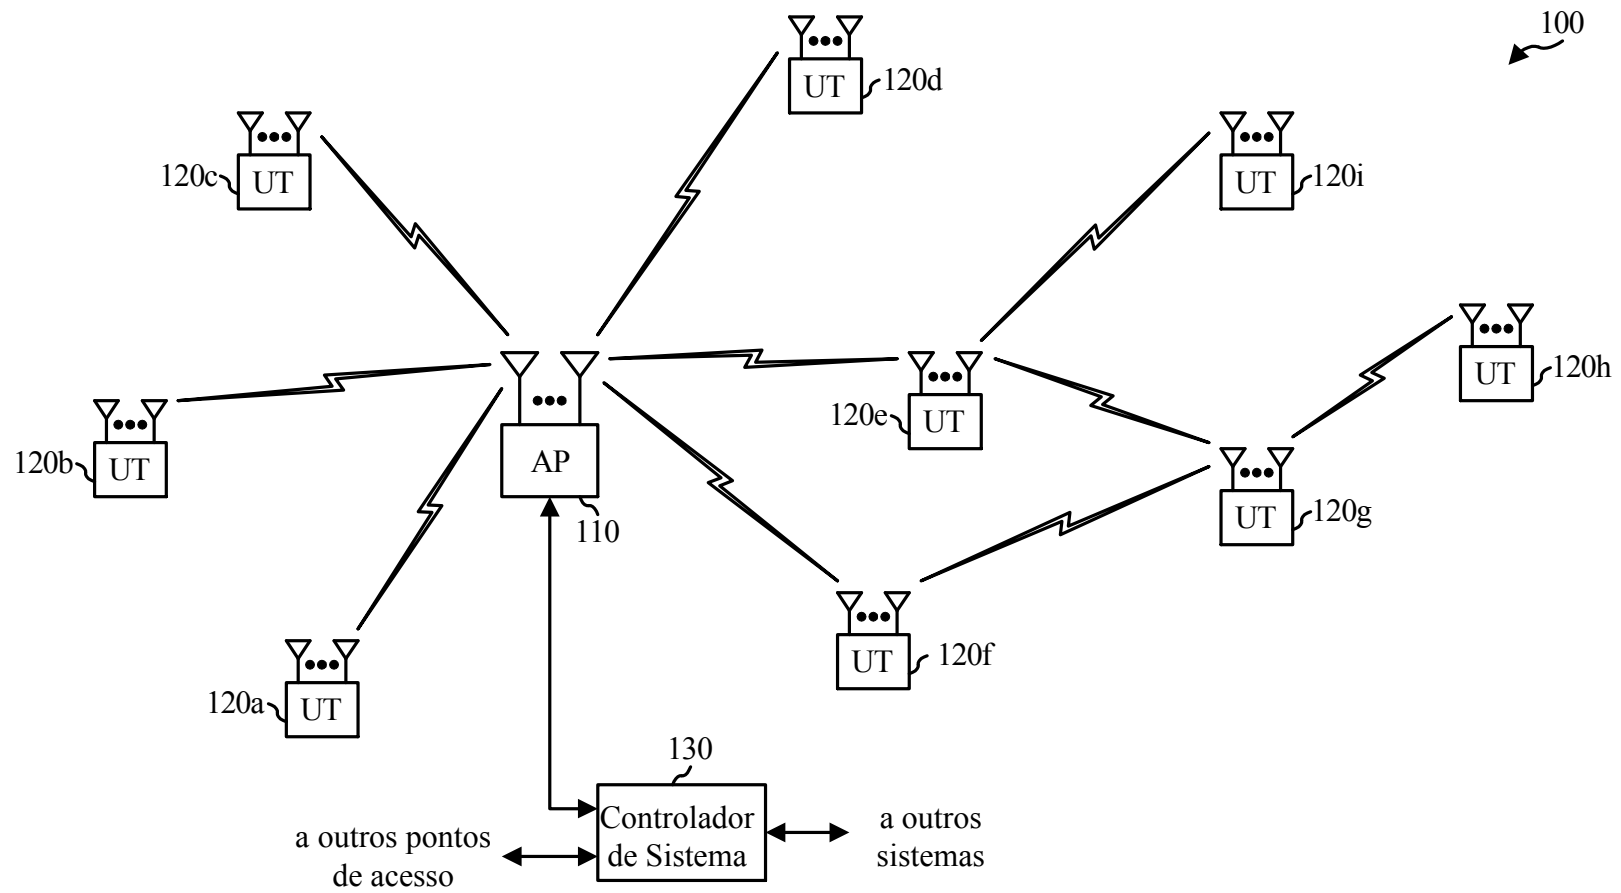 100
UT
120d
120c
UT
UT
120i
UT
120h
120e
UT
120b
UT
AP
110
UT
120g
UT
120f
120a
UT
130
Controlador
de Sistema
a outros pontos
de acesso
a outros
sistemas